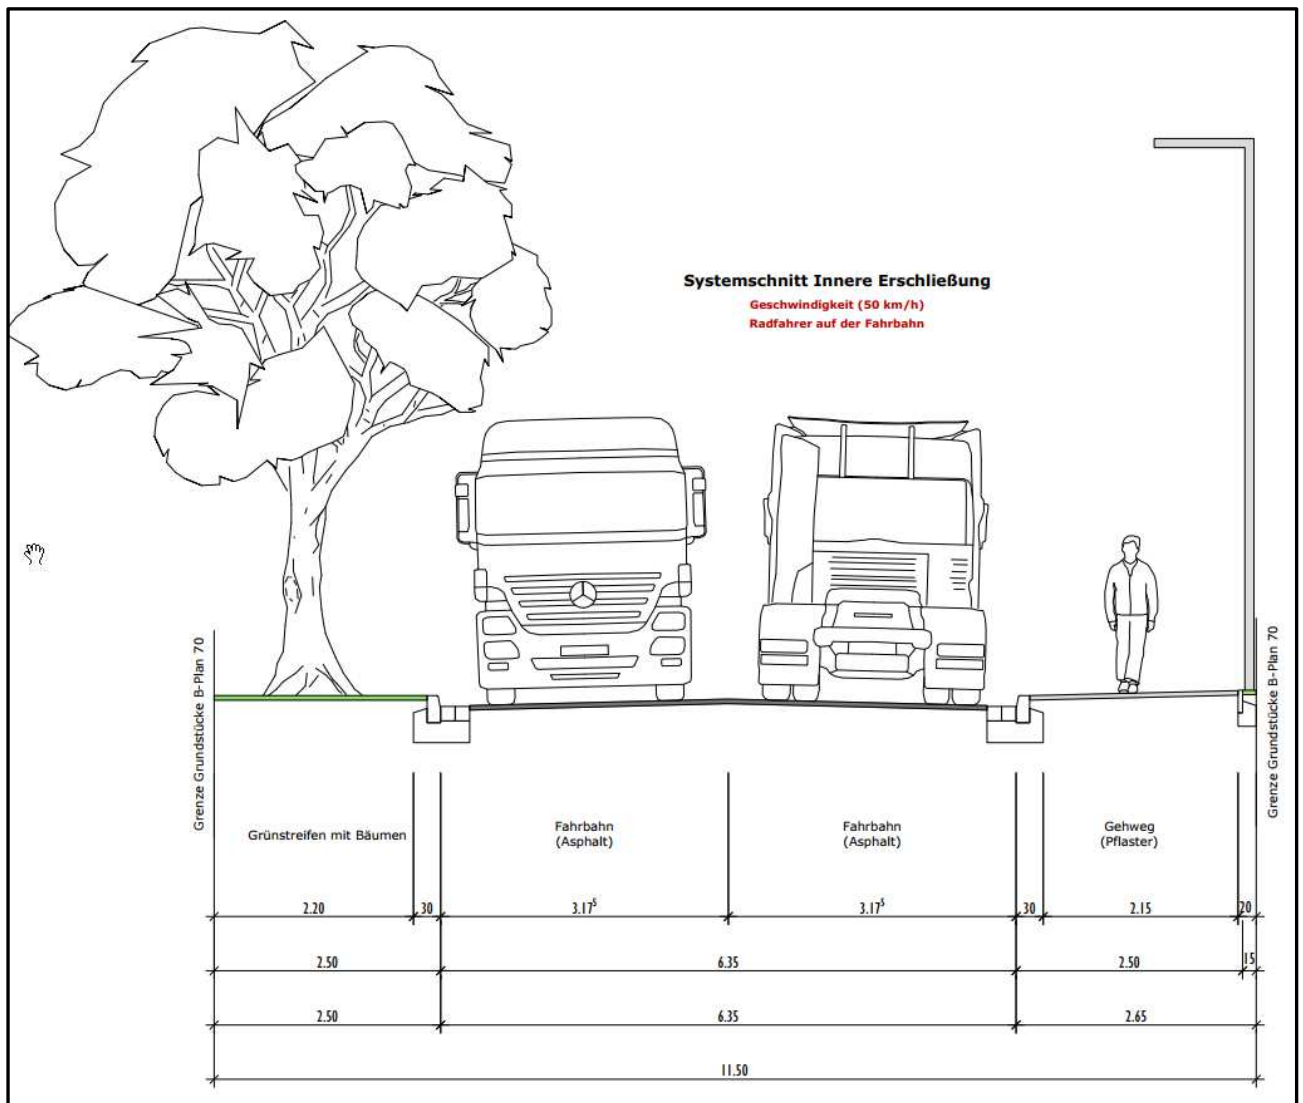 Systemschnitt Innere Erschließung
Geschwindigkeit (50 km/h)
Radfahrer auf der Fahrbahn
Grenze Grundstücke B-Plan 70
Grenze Grundstücke B-Plan 70
Grünstreifen mit Bäumen
Fahrbahn
(Asphalt)
Fahrbahn
(Asphalt)
Gehweg
(Pflaster)
2.20 30 3.17⁵ 3.17⁵ 30 2.15 20
2.50 6.35 2.50 15
2.50 6.35 2.65
11.50